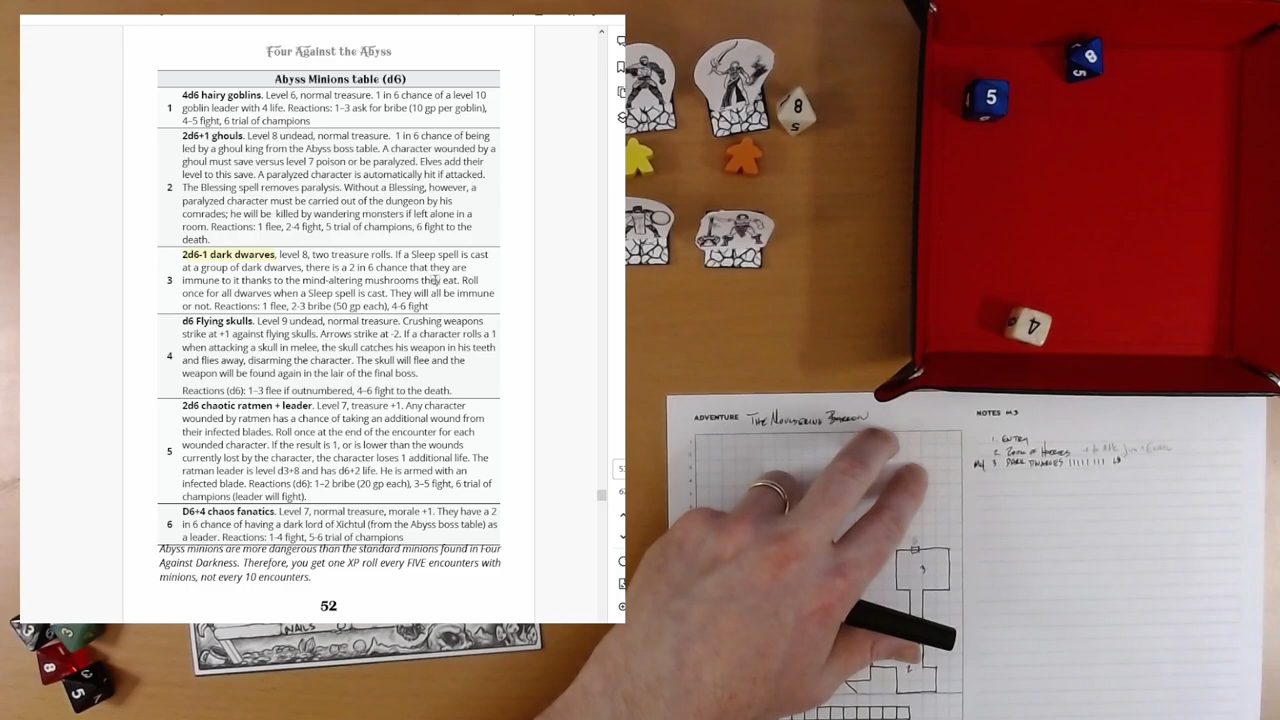 Four Against the Abyss
Abyss Minions table (d6)
4d6 hairy goblins. Level 6, normal treasure. 1 in 6 chance of a level 10
1 goblin leader with 4 life. Reactions: 1–3 ask for bribe (10 gp per goblin),
4–5 fight, 6 trial of champions
2d6+1 ghouls. Level 8 undead, normal treasure. 1 in 6 chance of being
led by a ghoul king from the Abyss boss table. A character wounded by a
ghoul must save versus level 7 poison or be paralyzed. Elves add their
level to this save. A paralyzed character is automatically hit if attacked.
2 The Blessing spell removes paralysis. Without a Blessing, however, a
paralyzed character must be carried out of the dungeon by his
comrades; he will be killed by wandering monsters if left alone in a
room. Reactions: 1 flee, 2-4 fight, 5 trial of champions, 6 fight to the
death.
2d6-1 dark dwarves, level 8, two treasure rolls. If a Sleep spell is cast
at a group of dark dwarves, there is a 2 in 6 chance that they are
3 immune to it thanks to the mind-altering mushrooms they eat. Roll
once for all dwarves when a Sleep spell is cast. They will all be immune
or not. Reactions: 1 flee, 2-3 bribe (50 gp each), 4-6 fight
d6 Flying skulls. Level 9 undead, normal treasure. Crushing weapons
strike at +1 against flying skulls. Arrows strike at -2. If a character rolls a 1
4 when attacking a skull in melee, the skull catches his weapon in his teeth
and flies away, disarming the character. The skull will flee and the
weapon will be found again in the lair of the final boss.
Reactions (d6): 1–3 flee if outnumbered, 4–6 fight to the death.
2d6 chaotic ratmen + leader. Level 7, treasure +1. Any character
wounded by ratmen has a chance of taking an additional wound from
their infected blades. Roll once at the end of the encounter for each
wounded character. If the result is 1, or is lower than the wounds
5 currently lost by the character, the character loses 1 additional life. The
ratman leader is level d3+8 and has d6+2 life. He is armed with an
infected blade. Reactions (d6): 1–2 bribe (20 gp each), 3–5 fight, 6 trial of
champions (leader will fight).
D6+4 chaos fanatics. Level 7, normal treasure, morale +1. They have a 2
6 in 6 chance of having a dark lord of Xichtul (from the Abyss boss table) as
a leader. Reactions: 1-4 fight, 5-6 trial of champions
Abyss minions are more dangerous than the standard minions found in Four
Against Darkness. Therefore, you get one XP roll every FIVE encounters with
minions, not every 10 encounters.
52
8
5
8
5
5
4
ADVENTURE The Mouldering Barrow
NOTES
1. ENTRY
2.
3 DARK DWARVES
3
2
NAILS
3
8
5